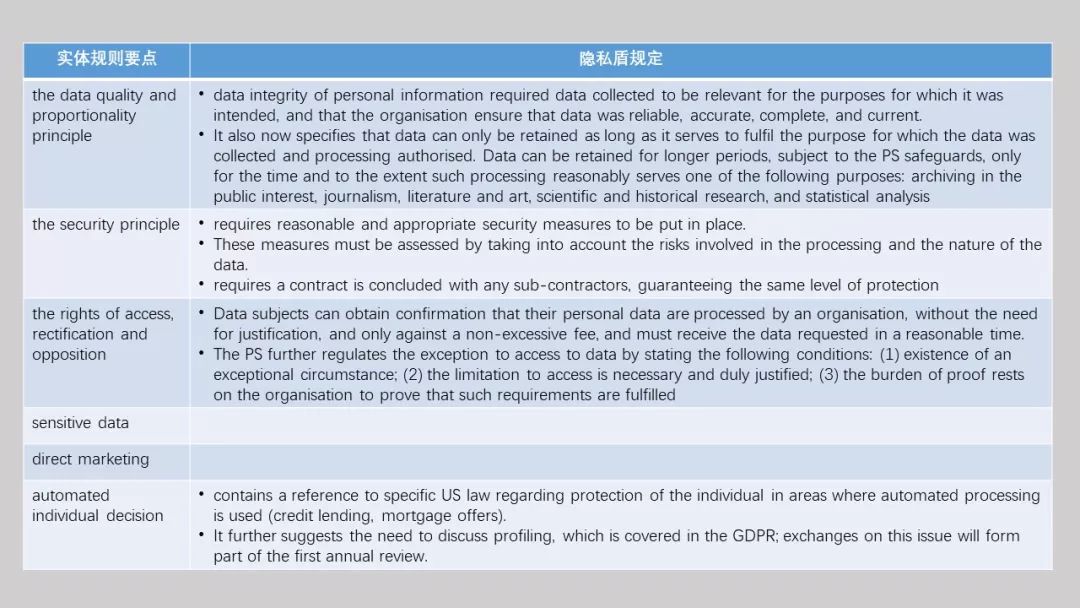 实体规则要点
隐私盾规定
the data quality and
proportionality
principle
• data integrity of personal information required data collected to be relevant for the purposes for which it was
intended, and that the organisation ensure that data was reliable, accurate, complete, and current.
• It also now specifies that data can only be retained as long as it serves to fulfil the purpose for which the data was
collected and processing authorised. Data can be retained for longer periods, subject to the PS safeguards, only
for the time and to the extent such processing reasonably serves one of the following purposes: archiving in the
public interest, journalism, literature and art, scientific and historical research, and statistical analysis
the security principle
• requires reasonable and appropriate security measures to be put in place.
• These measures must be assessed by taking into account the risks involved in the processing and the nature of the
data.
• requires a contract is concluded with any sub-contractors, guaranteeing the same level of protection
the rights of access,
rectification and
opposition
• Data subjects can obtain confirmation that their personal data are processed by an organisation, without the need
for justification, and only against a non-excessive fee, and must receive the data requested in a reasonable time.
• The PS further regulates the exception to access to data by stating the following conditions: (1) existence of an
exceptional circumstance; (2) the limitation to access is necessary and duly justified; (3) the burden of proof rests
on the organisation to prove that such requirements are fulfilled
sensitive data
direct marketing
automated
individual decision
• contains a reference to specific US law regarding protection of the individual in areas where automated processing
is used (credit lending, mortgage offers).
• It further suggests the need to discuss profiling, which is covered in the GDPR; exchanges on this issue will form
part of the first annual review.